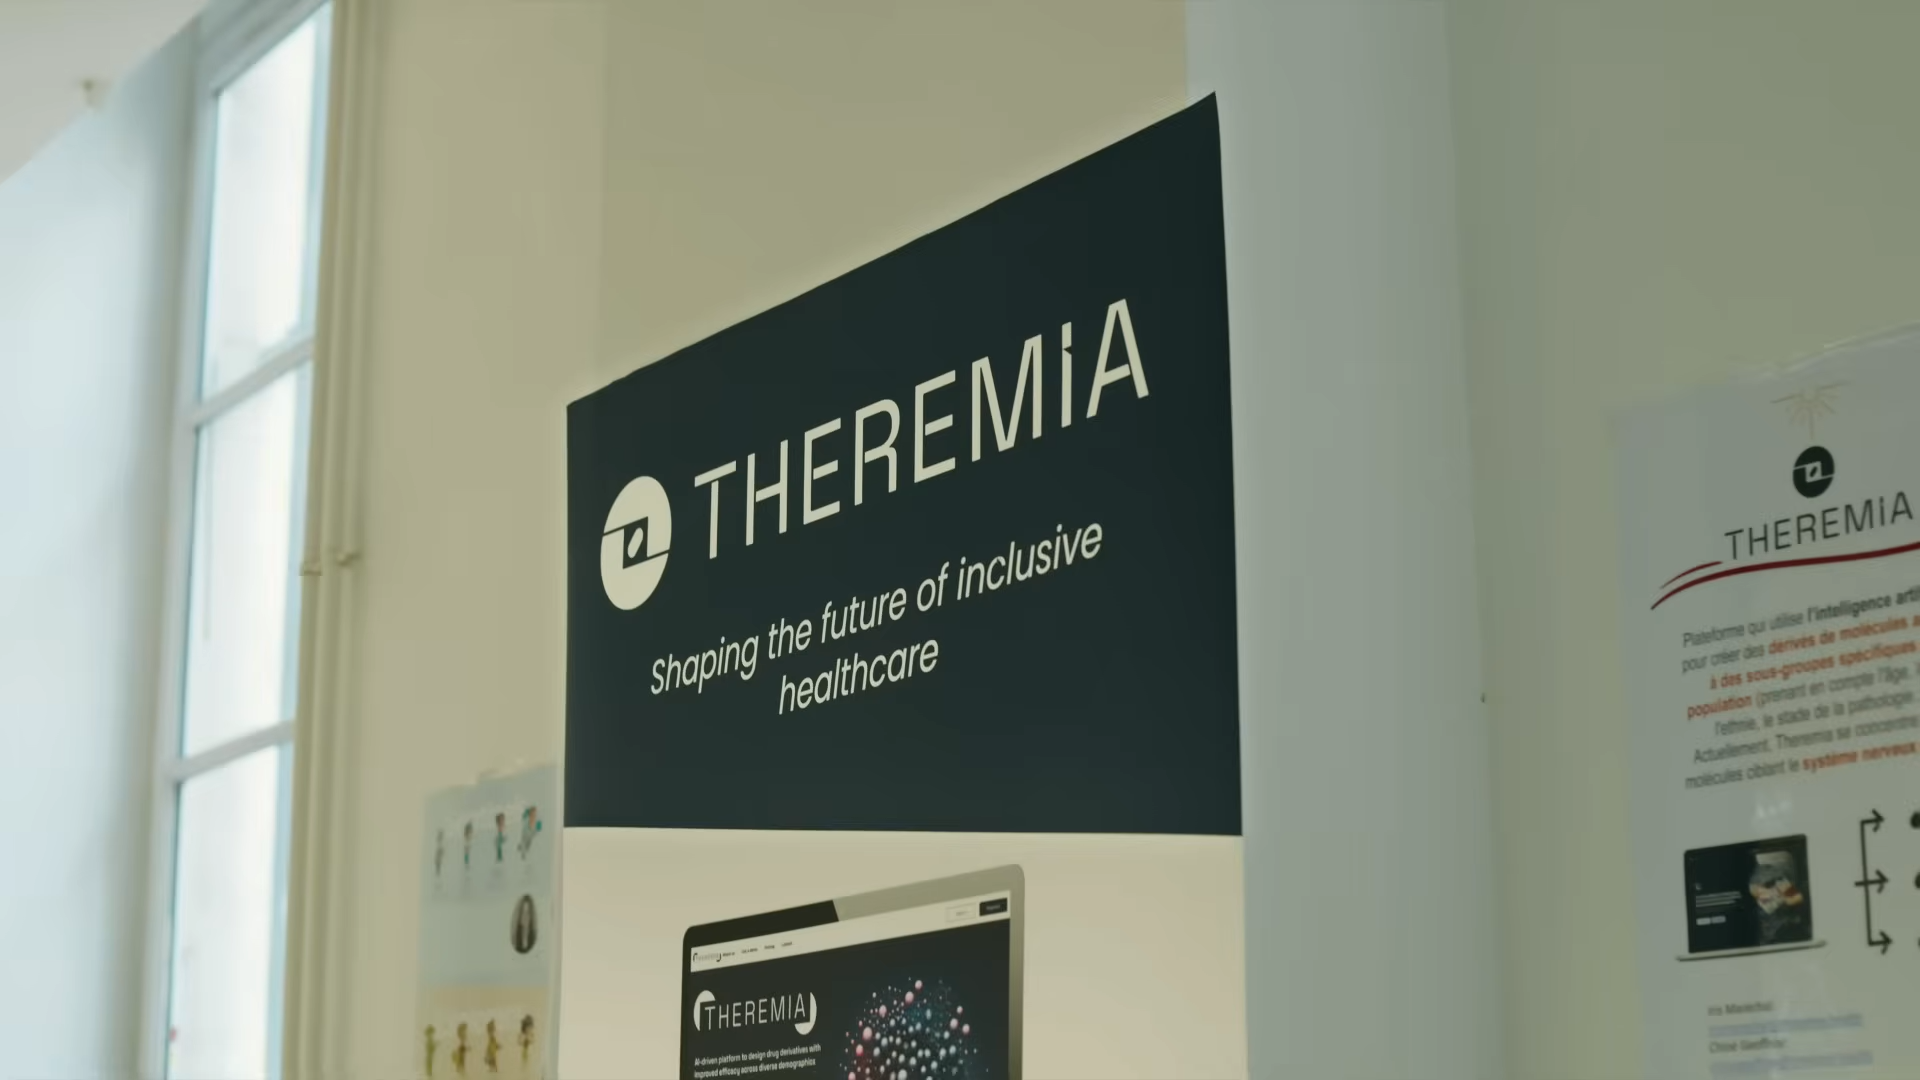 THEREMIA
Shaping the future of inclusive
healthcare
THEREMIA
AI-driven platform to design drug derivatives with
improved efficacy across diverse demographics
THEREMIA
Plateforme qui utilise l'intelligence
pour créer des dérivés de molécules
à des sous-groupes spécifiques
population (prenant en compte l'âge,
l'ethnie, le stade de la pathologie
Actuellement, Theremia se concentre
molécules ciblant le système nerveux